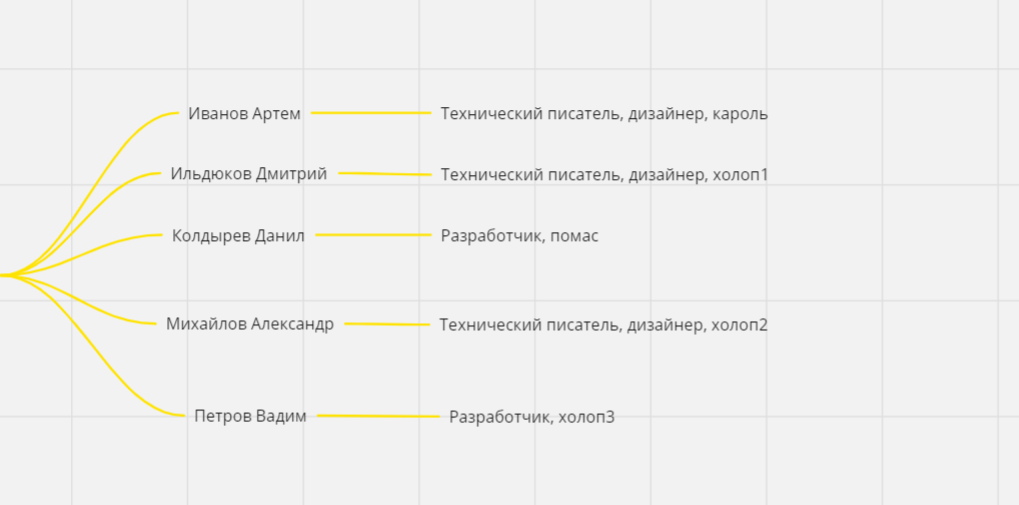 Иванов Артем Технический писатель, дизайнер, кароль
Ильдюков Дмитрий Технический писатель, дизайнер, холоп1
Колдырев Данил Разработчик, помас
Михайлов Александр Технический писатель, дизайнер, холоп2
Петров Вадим Разработчик, холоп3